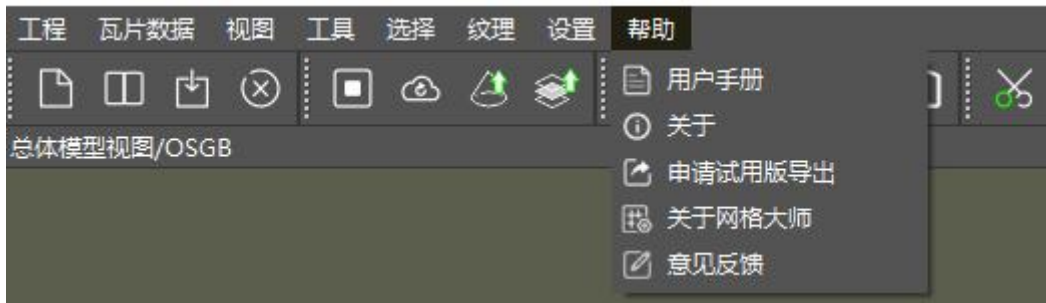 工程 瓦片数据 视图 工具 选择 纹理 设置 帮助
用户手册
关于
总体模型视图/OSGB
申请试用版导出
关于网格大师
意见反馈